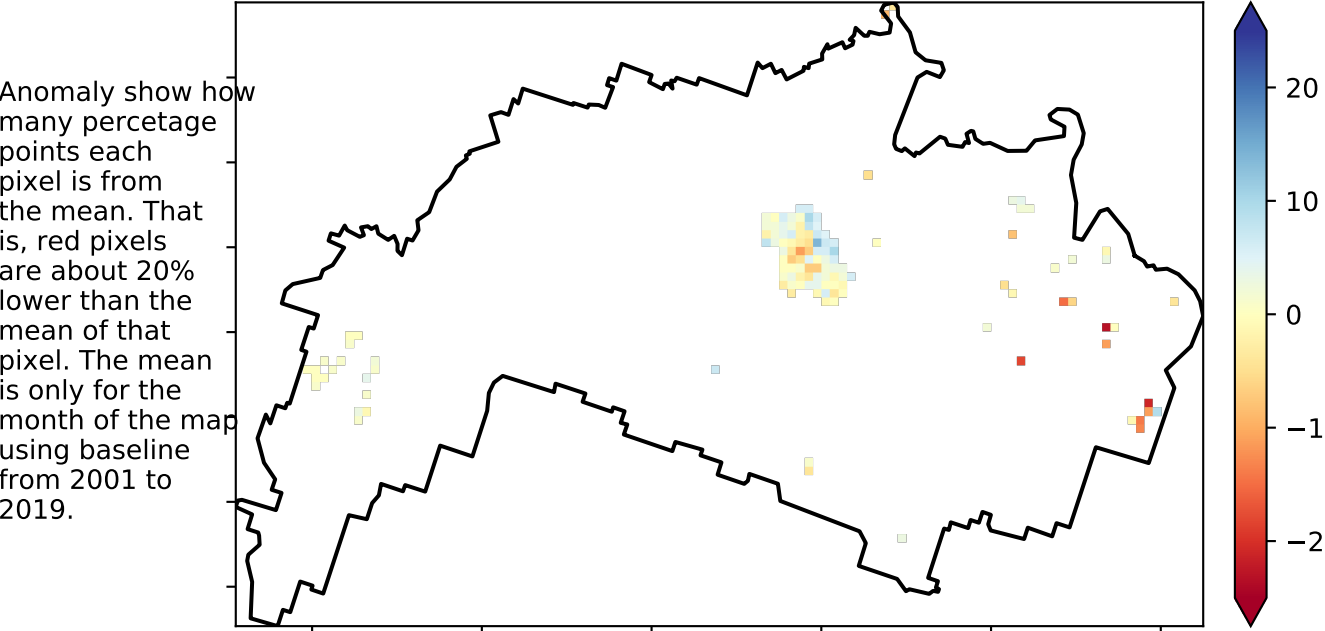 Anomaly show how
many percetage
points each
pixel is from
the mean. That
is, red pixels
are about 20%
lower than the
mean of that
pixel. The mean
is only for the
month of the map
using baseline
from 2001 to
2019.
20
10
0
−1
−2